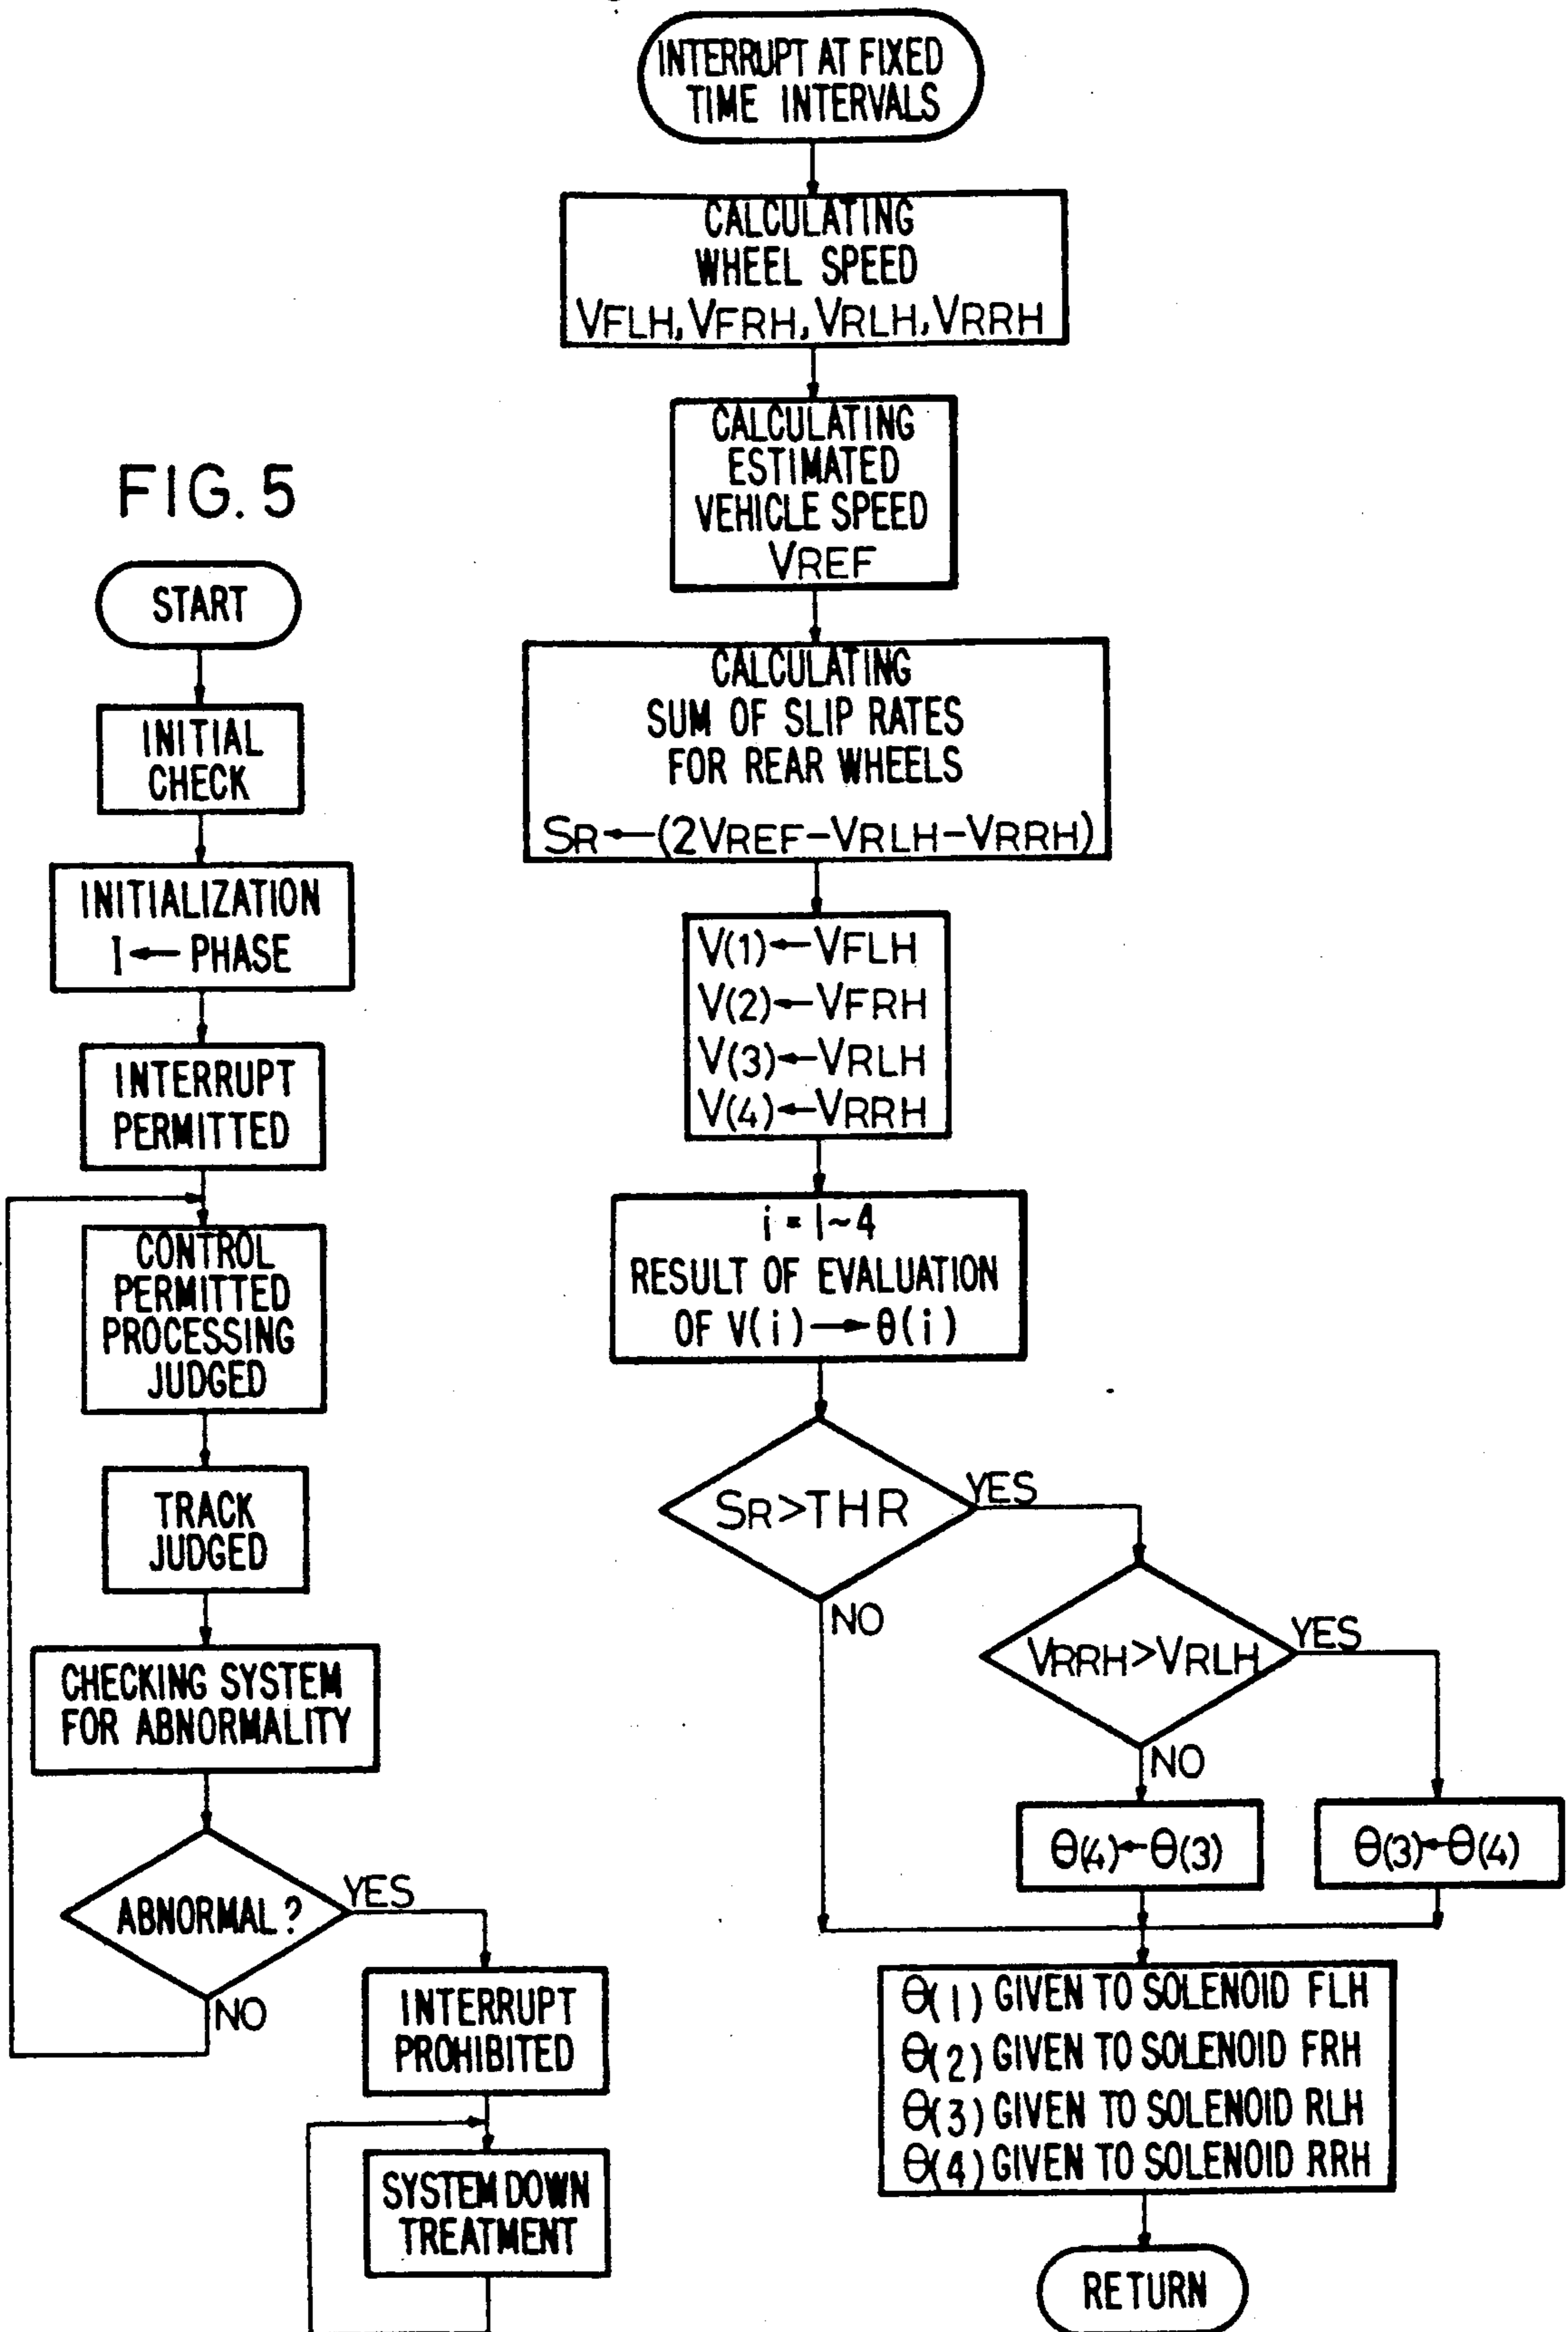 FIG. 5
START
INITIAL
CHECK
INITIALIZATION
I ← PHASE
INTERRUPT
PERMITTED
CONTROL
PERMITTED
PROCESSING
JUDGED
TRACK
JUDGED
CHECKING SYSTEM
FOR ABNORMALITY
ABNORMAL?
YES
NO
INTERRUPT
PROHIBITED
SYSTEM DOWN
TREATMENT
INTERRUPT AT FIXED
TIME INTERVALS
CALCULATING
WHEEL SPEED
VFLH, VFRH, VRLH, VRRH
CALCULATING
ESTIMATED
VEHICLE SPEED
VREF
CALCULATING
SUM OF SLIP RATES
FOR REAR WHEELS
SR←(2VREF-VRLH-VRRH)
V(1)←VFLH
V(2)←VFRH
V(3)←VRLH
V(4)←VRRH
i = 1~4
RESULT OF EVALUATION
OF V(i)→θ(i)
SR>THR
YES
NO
VRRH>VRLH
YES
NO
θ(4)←θ(3)
θ(3)←θ(4)
θ(1) GIVEN TO SOLENOID FLH
θ(2) GIVEN TO SOLENOID FRH
θ(3) GIVEN TO SOLENOID RLH
θ(4) GIVEN TO SOLENOID RRH
RETURN